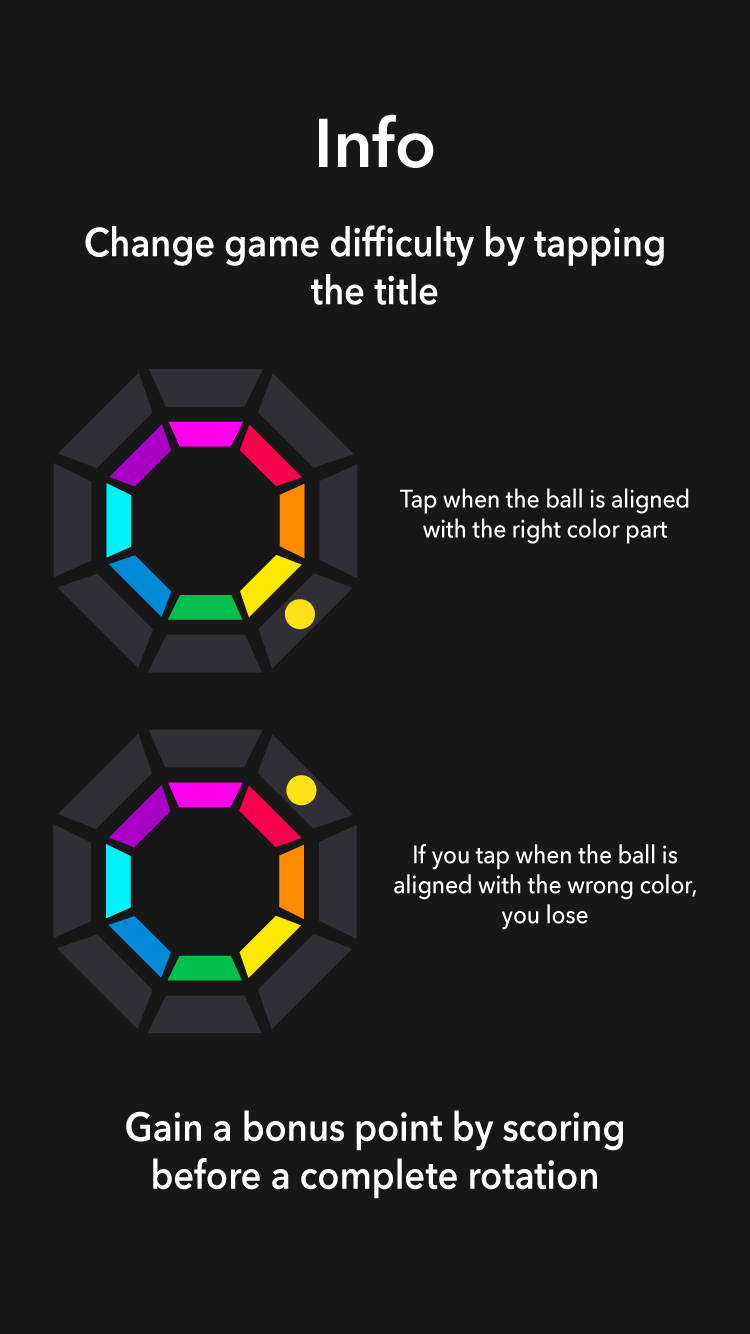 Info
Change game difficulty by tapping
the title
Tap when the ball is aligned
with the right color part
If you tap when the ball is
aligned with the wrong color,
you lose
Gain a bonus point by scoring
before a complete rotation